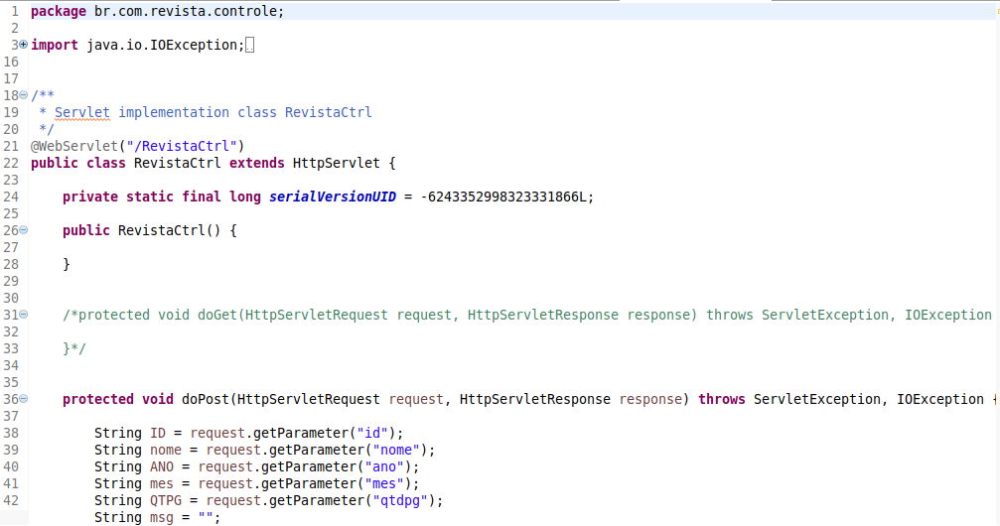 1 package br.com.revista.controle;
2
3 import java.io.IOException;
16
17
18 /**
19 * Servlet implementation class RevistaCtrl
20 */
21 @WebServlet("/RevistaCtrl")
22 public class RevistaCtrl extends HttpServlet {
23
24 private static final long serialVersionUID = -6243352998323331866L;
25
26 public RevistaCtrl() {
27
28 }
29
30
31 /*protected void doGet(HttpServletRequest request, HttpServletResponse response) throws ServletException, IOException
32
33 }*/
34
35
36 protected void doPost(HttpServletRequest request, HttpServletResponse response) throws ServletException, IOException {
37
38 String ID = request.getParameter("id");
39 String nome = request.getParameter("nome");
40 String ANO = request.getParameter("ano");
41 String mes = request.getParameter("mes");
42 String QTPG = request.getParameter("qtdpg");
String msg = "";